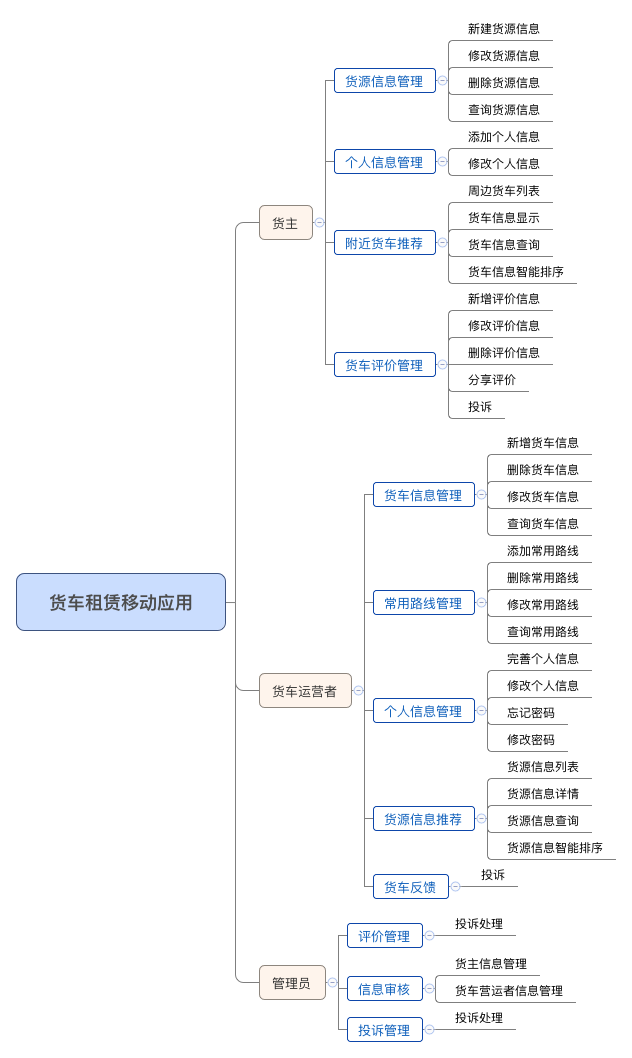 货车租赁移动应用
货主
货源信息管理
新建货源信息
修改货源信息
删除货源信息
查询货源信息
个人信息管理
添加个人信息
修改个人信息
附近货车推荐
周边货车列表
货车信息显示
货车信息查询
货车信息智能排序
货车评价管理
新增评价信息
修改评价信息
删除评价信息
分享评价
投诉
货车运营者
货车信息管理
新增货车信息
删除货车信息
修改货车信息
查询货车信息
常用路线管理
添加常用路线
删除常用路线
修改常用路线
查询常用路线
个人信息管理
完善个人信息
修改个人信息
忘记密码
修改密码
货源信息推荐
货源信息列表
货源信息详情
货源信息查询
货源信息智能排序
货车反馈
投诉
管理员
评价管理
投诉处理
信息审核
货主信息管理
货车营运者信息管理
投诉管理
投诉处理